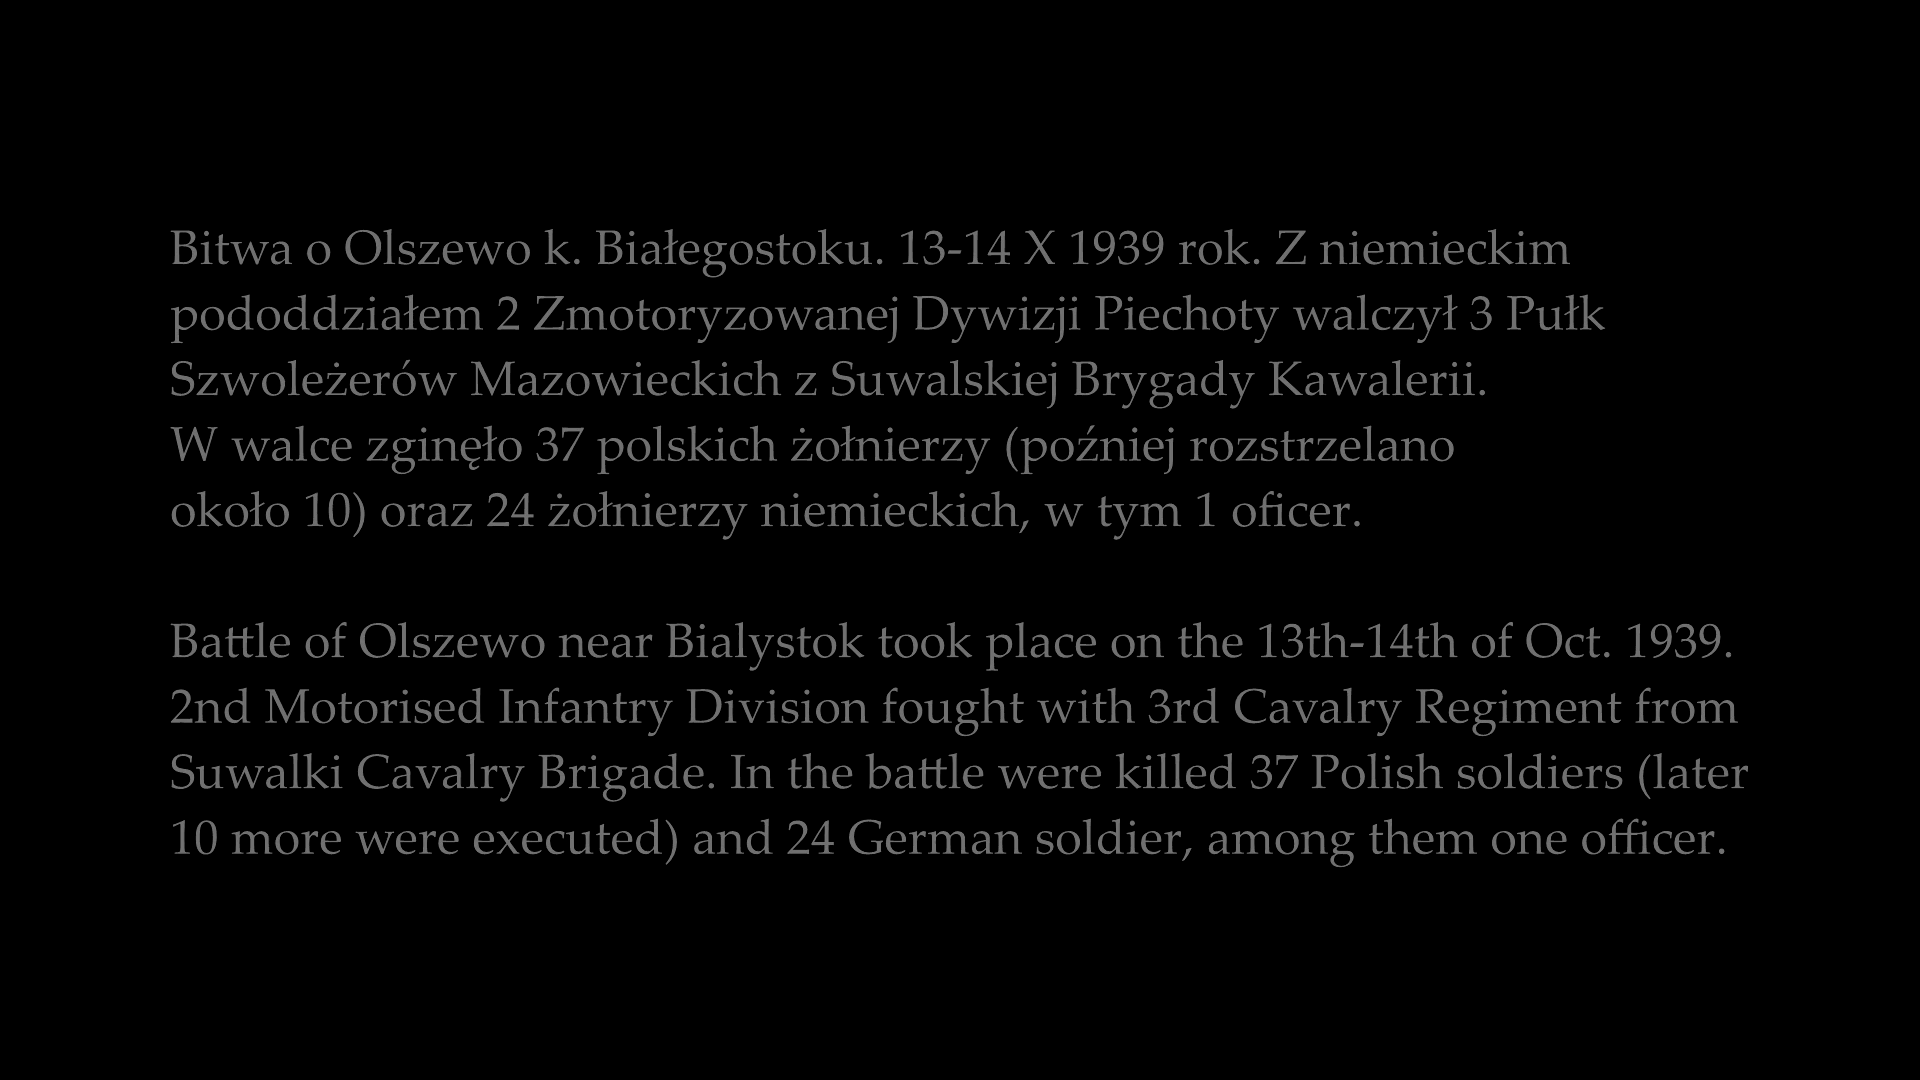 Bitwa o Olszewo k. Białegostoku. 13-14 X 1939 rok. Z niemieckim
pododdziałem 2 Zmotoryzowanej Dywizji Piechoty walczył 3 Pułk
Szwoleżerów Mazowieckich z Suwalskiej Brygady Kawalerii.
W walce zginęło 37 polskich żołnierzy (poźniej rozstrzelano
około 10) oraz 24 żołnierzy niemieckich, w tym 1 oficer.
Battle of Olszewo near Bialystok took place on the 13th-14th of Oct. 1939.
2nd Motorised Infantry Division fought with 3rd Cavalry Regiment from
Suwalki Cavalry Brigade. In the battle were killed 37 Polish soldiers (later
10 more were executed) and 24 German soldier, among them one officer.